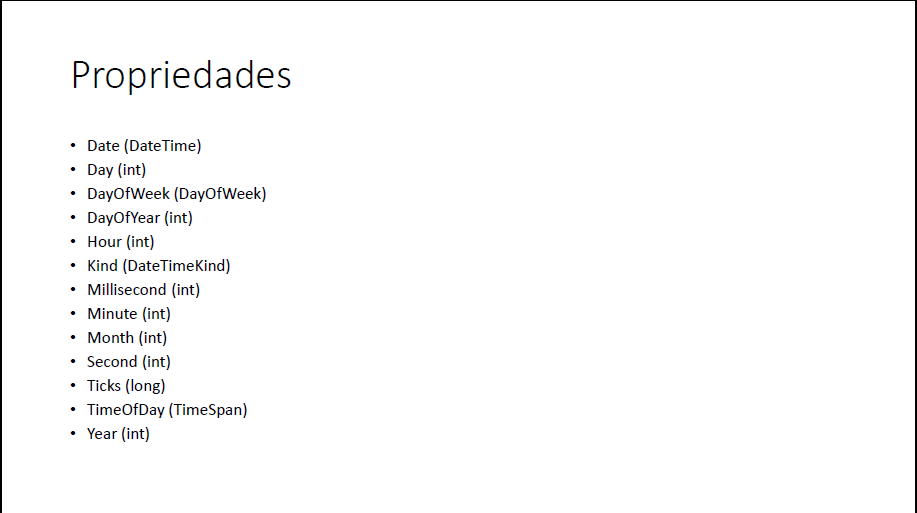 Propriedades
• Date (DateTime)
• Day (int)
• DayOfWeek (DayOfWeek)
• DayOfYear (int)
• Hour (int)
• Kind (DateTimeKind)
• Millisecond (int)
• Minute (int)
• Month (int)
• Second (int)
• Ticks (long)
• TimeOfDay (TimeSpan)
• Year (int)